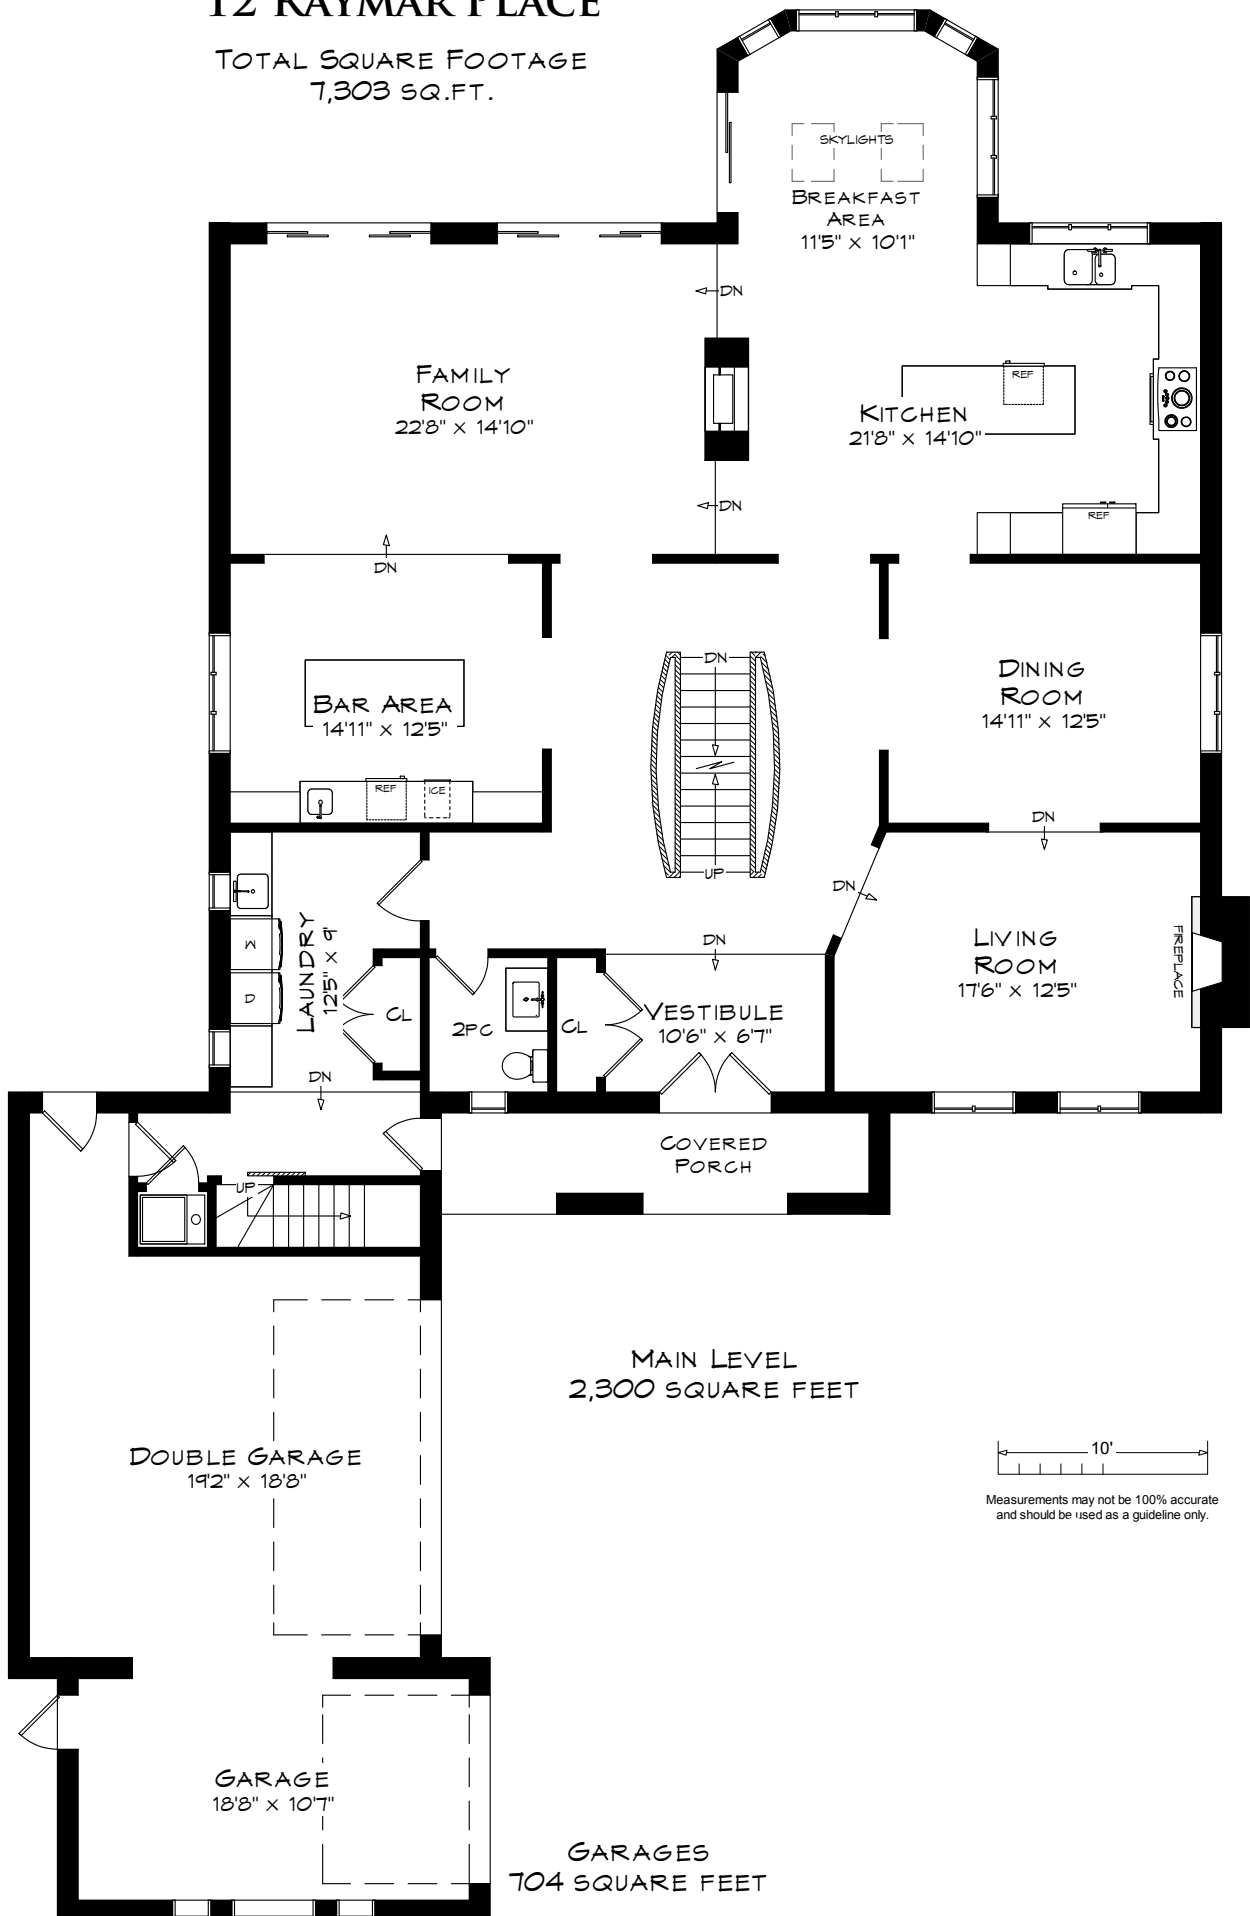 12 RAYMAR PLACE
TOTAL SQUARE FOOTAGE
7,303 SQ.FT.
SKYLIGHTS
BREAKFAST
AREA
11'5" X 10'1"
DN
FAMILY
ROOM
22'8" X 14'10"
REF
KITCHEN
21'8" X 14'10"
DN
REF
DN
DN
BAR AREA
14'11" X 12'5"
DINING
ROOM
14'11" X 12'5"
REF
ICE
DN
UP
DN
W
D
LAUNDRY
12'5" X 9'
CL
2PC
CL
DN
VESTIBULE
10'6" X 6'7"
LIVING
ROOM
17'6" X 12'5"
FIREPLACE
DN
COVERED
PORCH
UP
MAIN LEVEL
2,300 SQUARE FEET
DOUBLE GARAGE
19'2" X 18'8"
10'
Measurements may not be 100% accurate
and should be used as a guideline only.
GARAGE
18'8" X 10'7"
GARAGES
704 SQUARE FEET